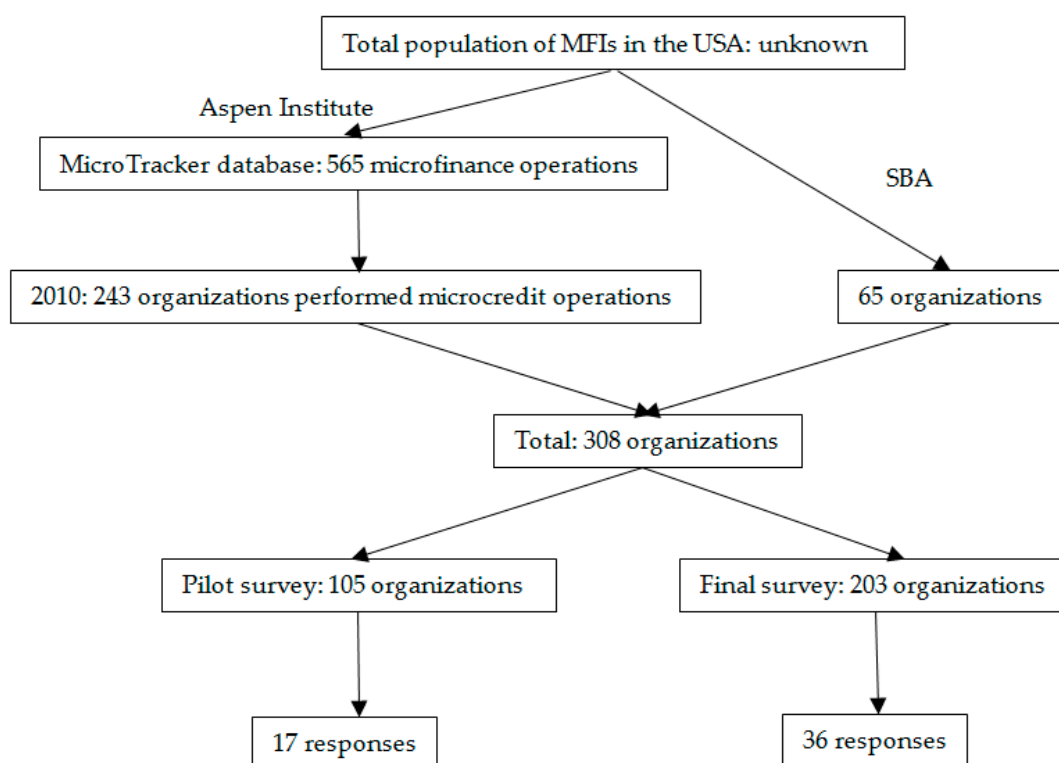 Total population of MFIs in the USA: unknown
Aspen Institute
MicroTracker database: 565 microfinance operations
SBA
2010: 243 organizations performed microcredit operations
65 organizations
Total: 308 organizations
Pilot survey: 105 organizations
Final survey: 203 organizations
17 responses
36 responses